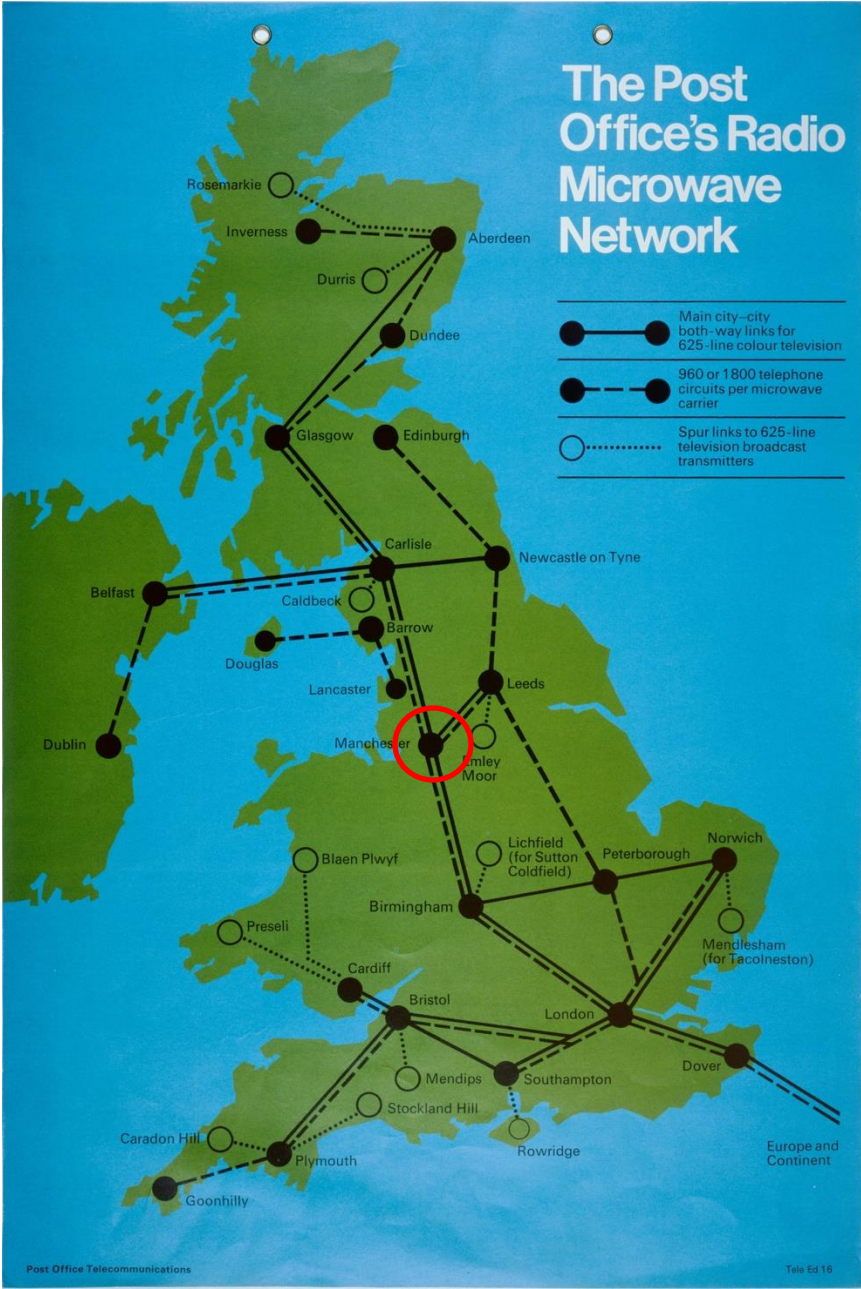 The Post
Office's Radio
Microwave
Network
Main city–city
both-way links for
625-line colour television
960 or 1800 telephone
circuits per microwave
carrier
Spur links to 625-line
television broadcast
transmitters
Rosemarkie
Inverness
Aberdeen
Durris
Dundee
Glasgow
Edinburgh
Carlisle
Newcastle on Tyne
Belfast
Caldbeck
Barrow
Douglas
Lancaster
Leeds
Dublin
Manchester
Emley
Moor
Lichfield
(for Sutton
Coldfield)
Norwich
Peterborough
Blaen Plwyf
Birmingham
Preseli
Mendlesham
(for Tacolneston)
Cardiff
Bristol
London
Dover
Mendips
Southampton
Stockland Hill
Caradon Hill
Rowridge
Plymouth
Europe and
Continent
Goonhilly
Post Office Telecommunications
Tele Ed 16